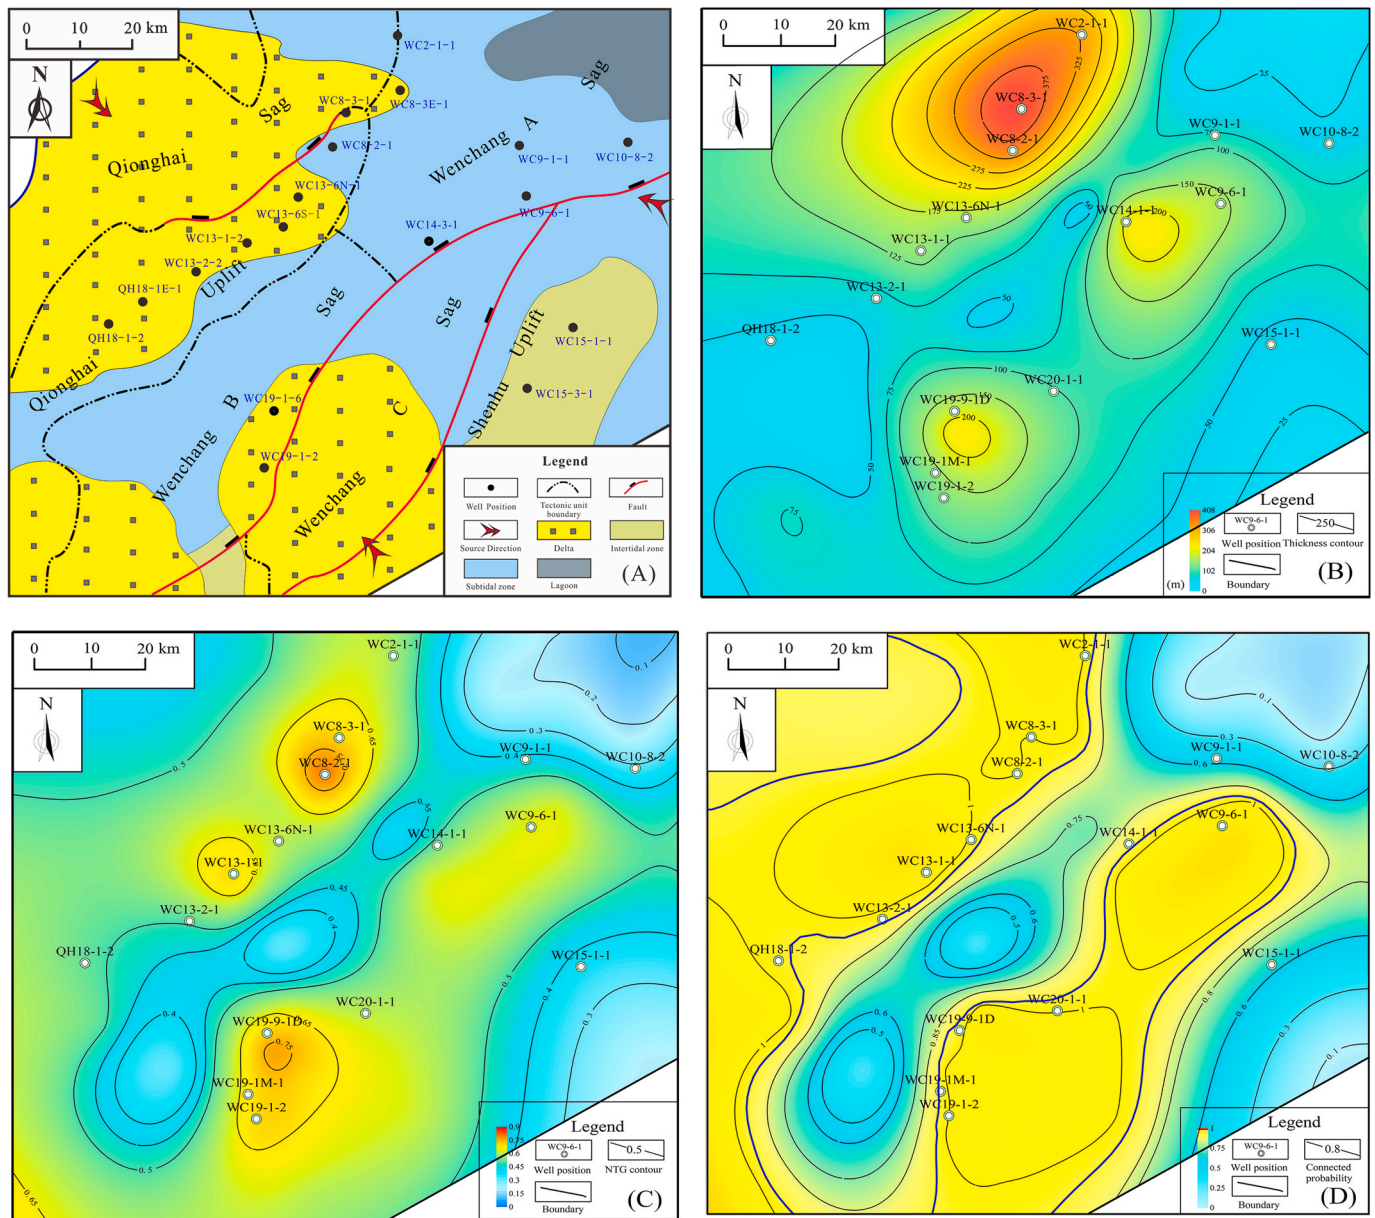 0 10 20 km
N
WC2-1-1
WC8-3E-1
WC8-3-1
WC8-2-1
Sag
Sag
Qionghai
Wenchang A
WC9-1-1
WC10-8-2
WC13-6N-1
WC9-6-1
WC13-6S-1
WC14-3-1
WC13-1-2
WC13-2-2
Uplift
QH18-1E-1
Sag
Sag
QH18-1-2
Uplift
WC15-1-1
Qionghai
WC15-3-1
Shenhu
B
WC19-1-6
C
Wenchang
WC19-1-2
Wenchang
Legend
Well Position
Tectonic unit
boundary
Fault
Source Direction
Delta
Intertidal zone
Subtidal zone
Lagoon
(A)
0 10 20 km
N
WC2-1-1
325
375
75
WC8-3-1
WC9-1-1
75
WC10-8-2
WC8-2-1
100
275
225
150
WC9-6-1
175
WC13-6N-1
50
WC14-1-1
200
WC13-1-1
125
WC13-2-1
50
QH18-1-2
WC15-1-1
100
WC20-1-1
75
150
WC19-9-1D
200
50
50
25
WC19-1M-1
WC19-1-2
75
Legend
408
306
204
102
0
(m)
WC9-6-1
250
Well position
Thickness contour
Boundary
(B)
0 10 20 km
N
WC2-1-1
0.1
0.2
0.65
WC8-3-1
0.3
0.5
WC9-1-1
0.4
WC10-8-2
WC8-2-1
0.45
WC9-6-1
WC13-6N-1
WC14-1-1
WC13-1-1
0.45
WC13-2-1
0.4
QH18-1-2
WC15-1-1
0.5
0.4
0.3
WC20-1-1
0.4
WC19-9-1D
0.65
0.75
WC19-1M-1
WC19-1-2
0.5
0.65
Legend
0.9
0.75
0.6
0.45
0.3
0.15
0
WC9-6-1
0.5
Well position
NTG contour
Boundary
(C)
0 10 20 km
N
WC2-1-1
0.1
WC8-3-1
0.3
WC9-1-1
0.6
WC10-8-2
WC8-2-1
1
1
WC9-6-1
WC13-6N-1
0.75
WC14-1-1
WC13-1-1
WC13-2-1
0.6
0.5
QH18-1-2
WC15-1-1
0.8
0.6
0.3
0.1
WC20-1-1
1
0.6
0.5
0.85
WC19-9-1D
1
WC19-1M-1
WC19-1-2
Legend
1
0.75
0.5
0.25
0
WC9-6-1
0.8
Well position
Connected
probability
Boundary
(D)